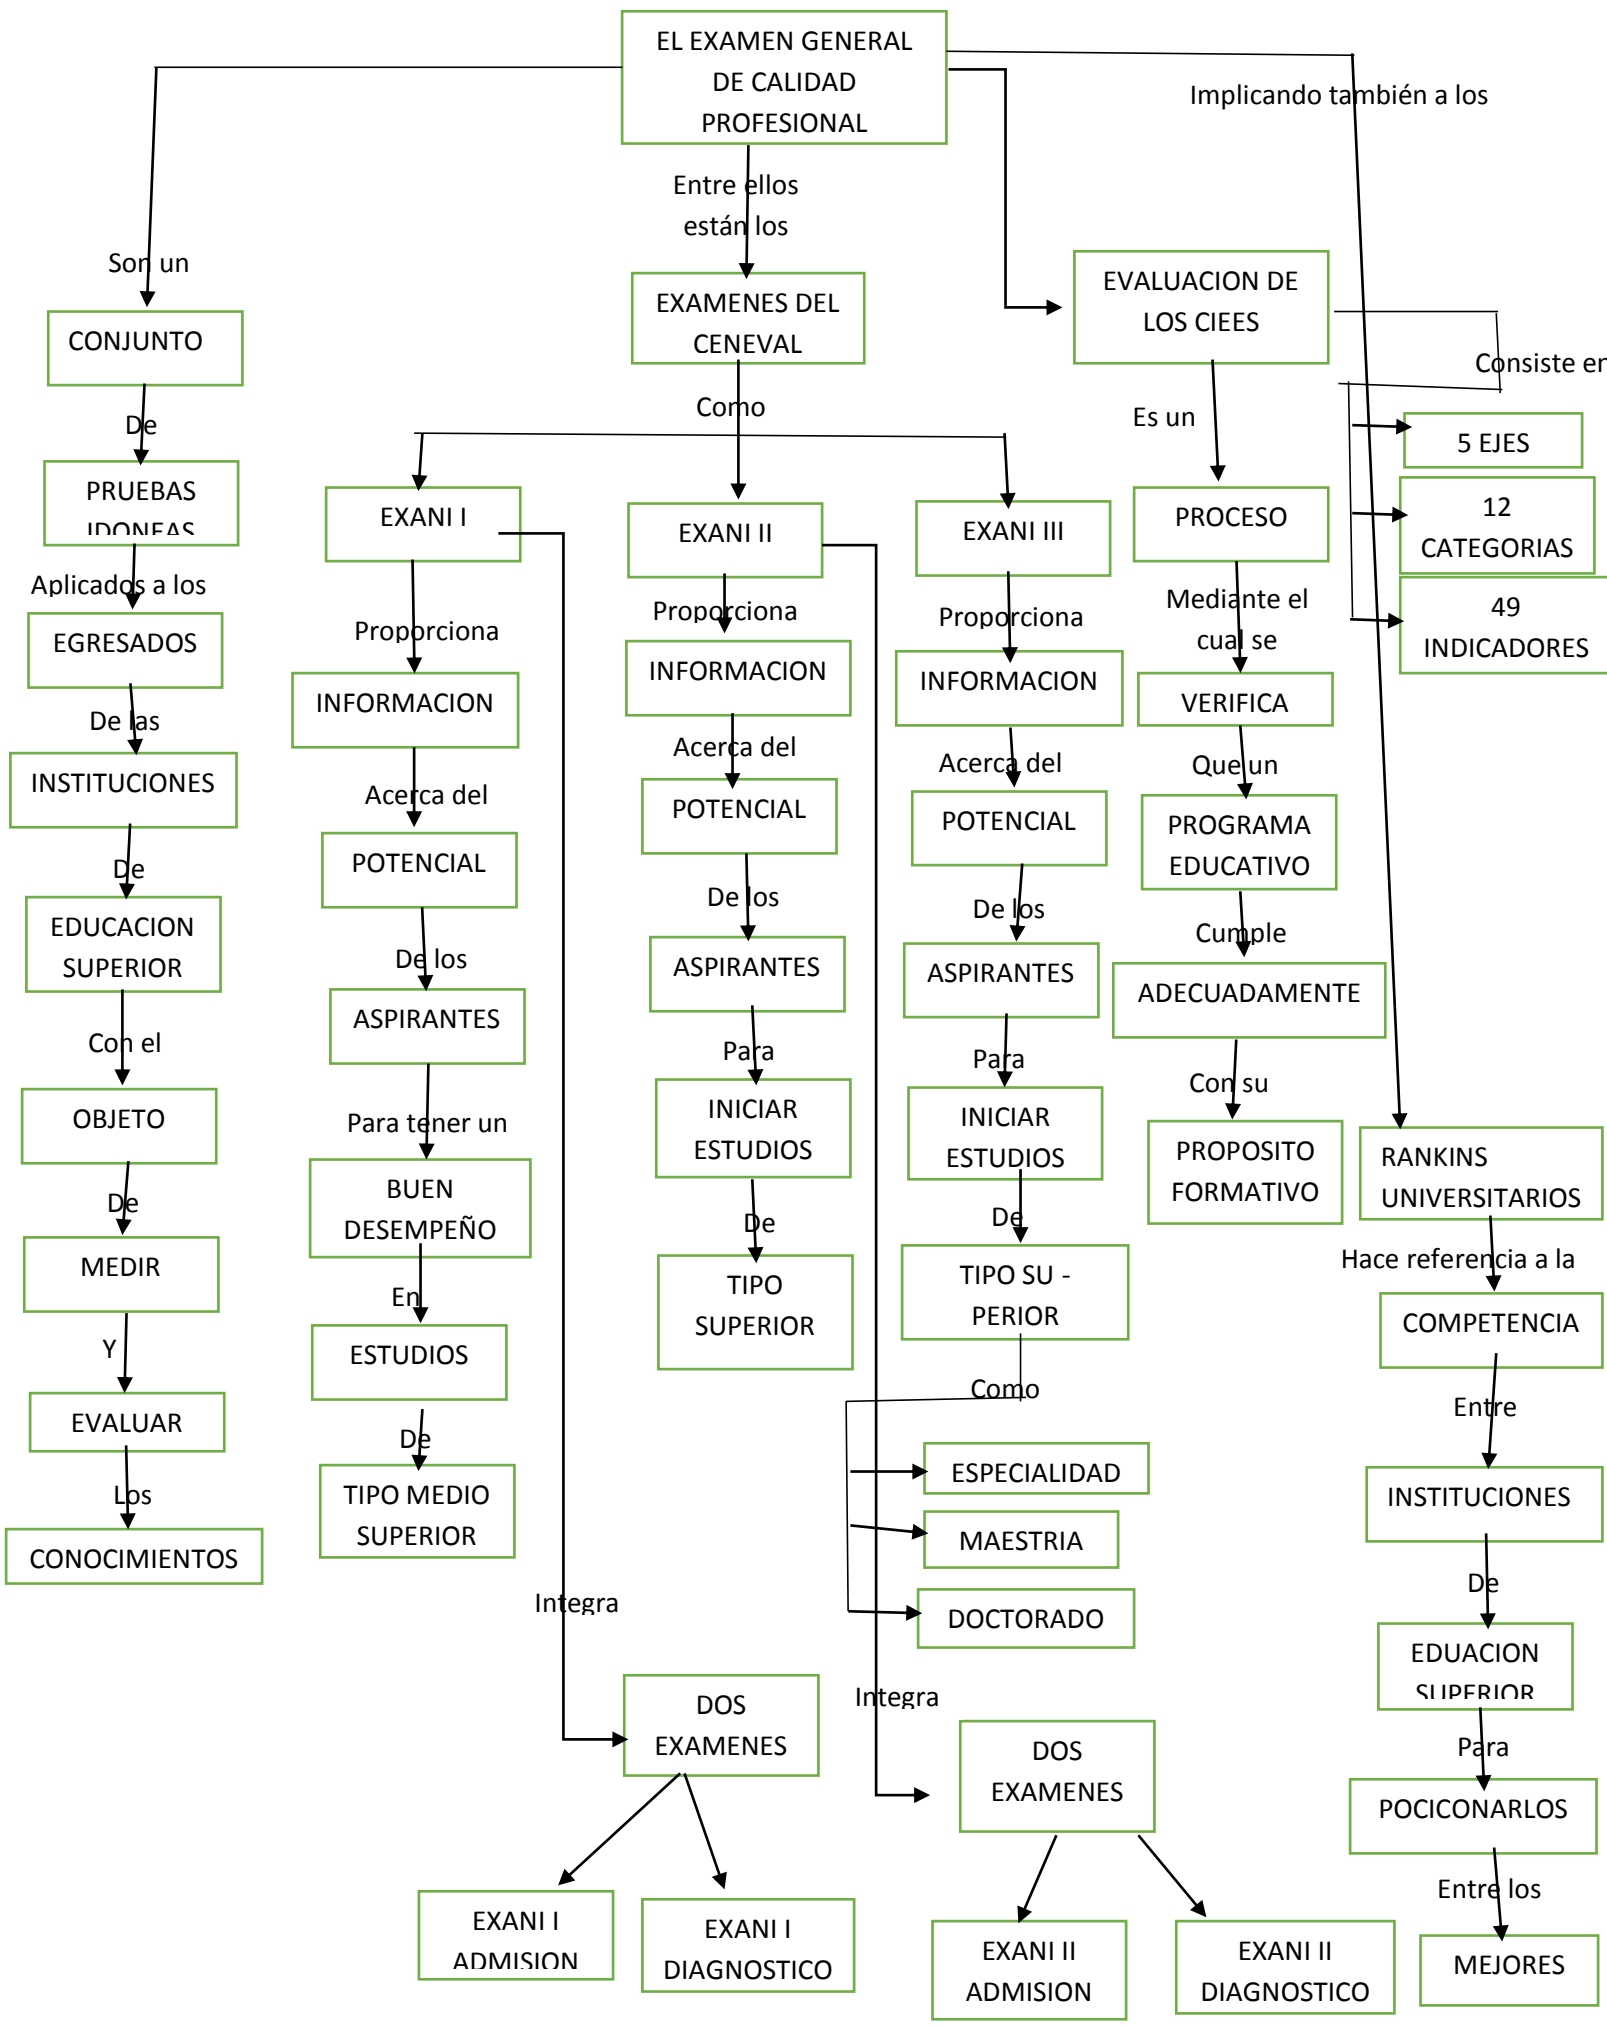 EL EXAMEN GENERAL
DE CALIDAD
PROFESIONAL
Implicando también a los
Entre ellos
están los
Son un
CONJUNTO
De
PRUEBAS
IDONEAS
Aplicados a los
EGRESADOS
De las
INSTITUCIONES
De
EDUCACION
SUPERIOR
Con el
OBJETO
De
MEDIR
Y
EVALUAR
Los
CONOCIMIENTOS
EXAMENES DEL
CENEVAL
Como
EXANI I
Proporciona
INFORMACION
Acerca del
POTENCIAL
De los
ASPIRANTES
Para tener un
BUEN
DESEMPEÑO
En
ESTUDIOS
De
TIPO MEDIO
SUPERIOR
Integra
DOS
EXAMENES
EXANI I
ADMISION
EXANI I
DIAGNOSTICO
EXANI II
Proporciona
INFORMACION
Acerca del
POTENCIAL
De los
ASPIRANTES
Para
INICIAR
ESTUDIOS
De
TIPO
SUPERIOR
Integra
DOS
EXAMENES
EXANI II
ADMISION
EXANI II
DIAGNOSTICO
EXANI III
Proporciona
INFORMACION
Acerca del
POTENCIAL
De los
ASPIRANTES
Para
INICIAR
ESTUDIOS
De
TIPO SU -
PERIOR
Como
ESPECIALIDAD
MAESTRIA
DOCTORADO
EVALUACION DE
LOS CIEES
Es un
PROCESO
Mediante el
cual se
VERIFICA
Que un
PROGRAMA
EDUCATIVO
Cumple
ADECUADAMENTE
Con su
PROPOSITO
FORMATIVO
Consiste en
5 EJES
12
CATEGORIAS
49
INDICADORES
RANKINS
UNIVERSITARIOS
Hace referencia a la
COMPETENCIA
Entre
INSTITUCIONES
De
EDUACION
SUPERIOR
Para
POCICONARLOS
Entre los
MEJORES